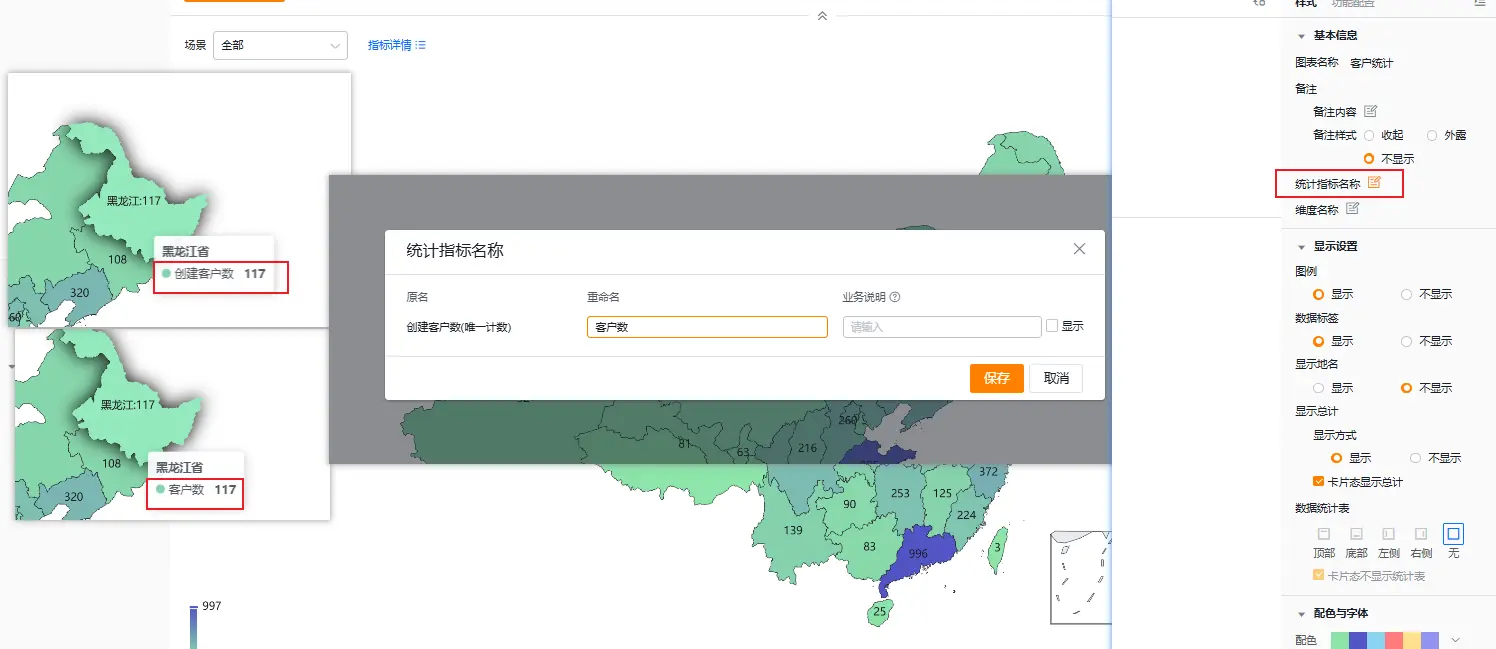 场景 全部 指标详情
黑龙江:117
108
黑龙江省
创建客户数 117
320
60
黑龙江:117
108
黑龙江省
客户数 117
320
统计指标名称
原名 重命名 业务说明
创建客户数(唯一计数) 客户数 请输入 显示
保存 取消
260
81
63
216
372
253
125
90
224
139
83
996
3
25
997
样式 功能配置
基本信息
图表名称 客户统计
备注
备注内容
备注样式 收起 外露
不显示
统计指标名称
维度名称
显示设置
图例
显示 不显示
数据标签
显示 不显示
显示地名
显示 不显示
显示总计
显示方式
显示 不显示
卡片态显示总计
数据统计表
顶部 底部 左侧 右侧 无
卡片态不显示统计表
配色与字体
配色